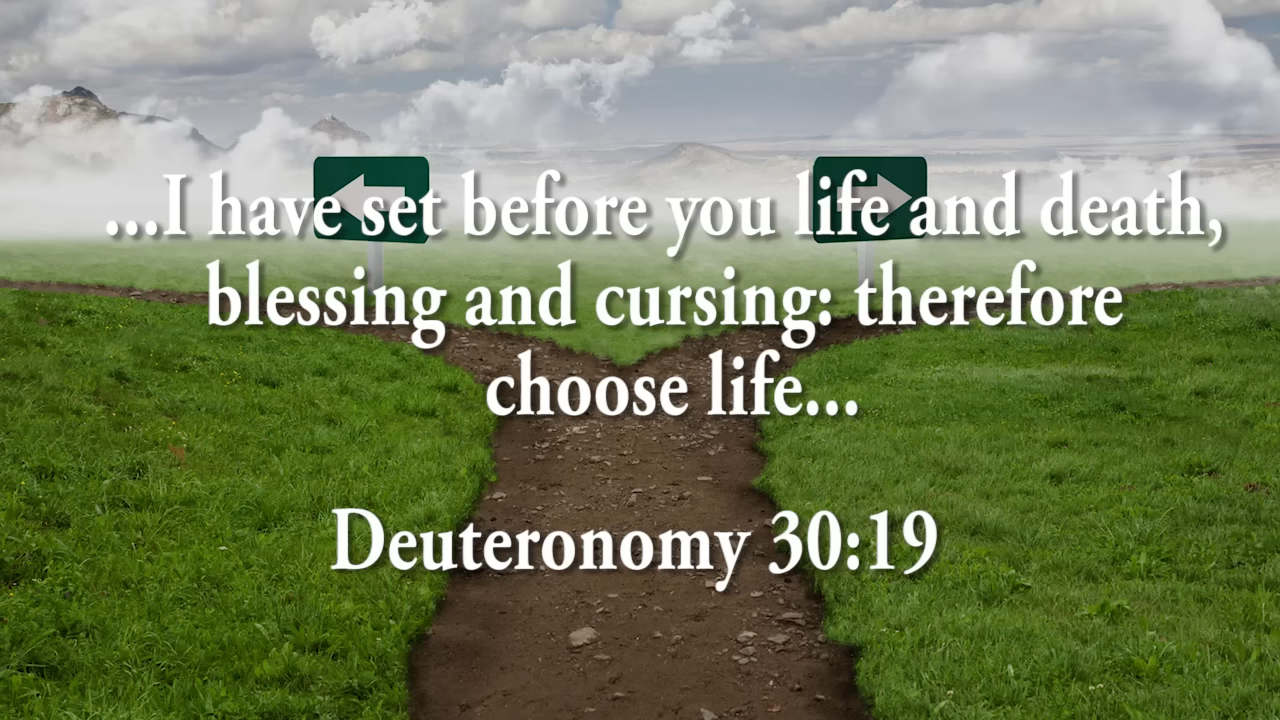 ...I have set before you life and death,
blessing and cursing: therefore
choose life...
Deuteronomy 30:19